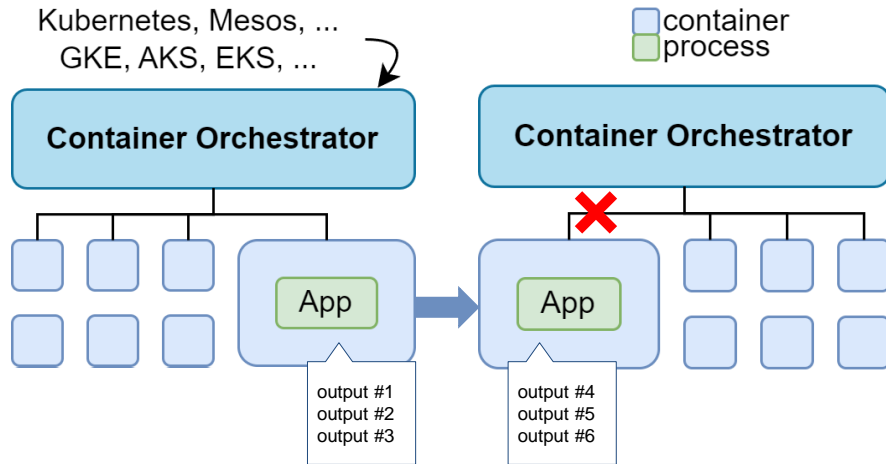 Kubernetes, Mesos, ...
GKE, AKS, EKS, ...
container
process
Container Orchestrator
Container Orchestrator
App
App
output #1
output #2
output #3
output #4
output #5
output #6